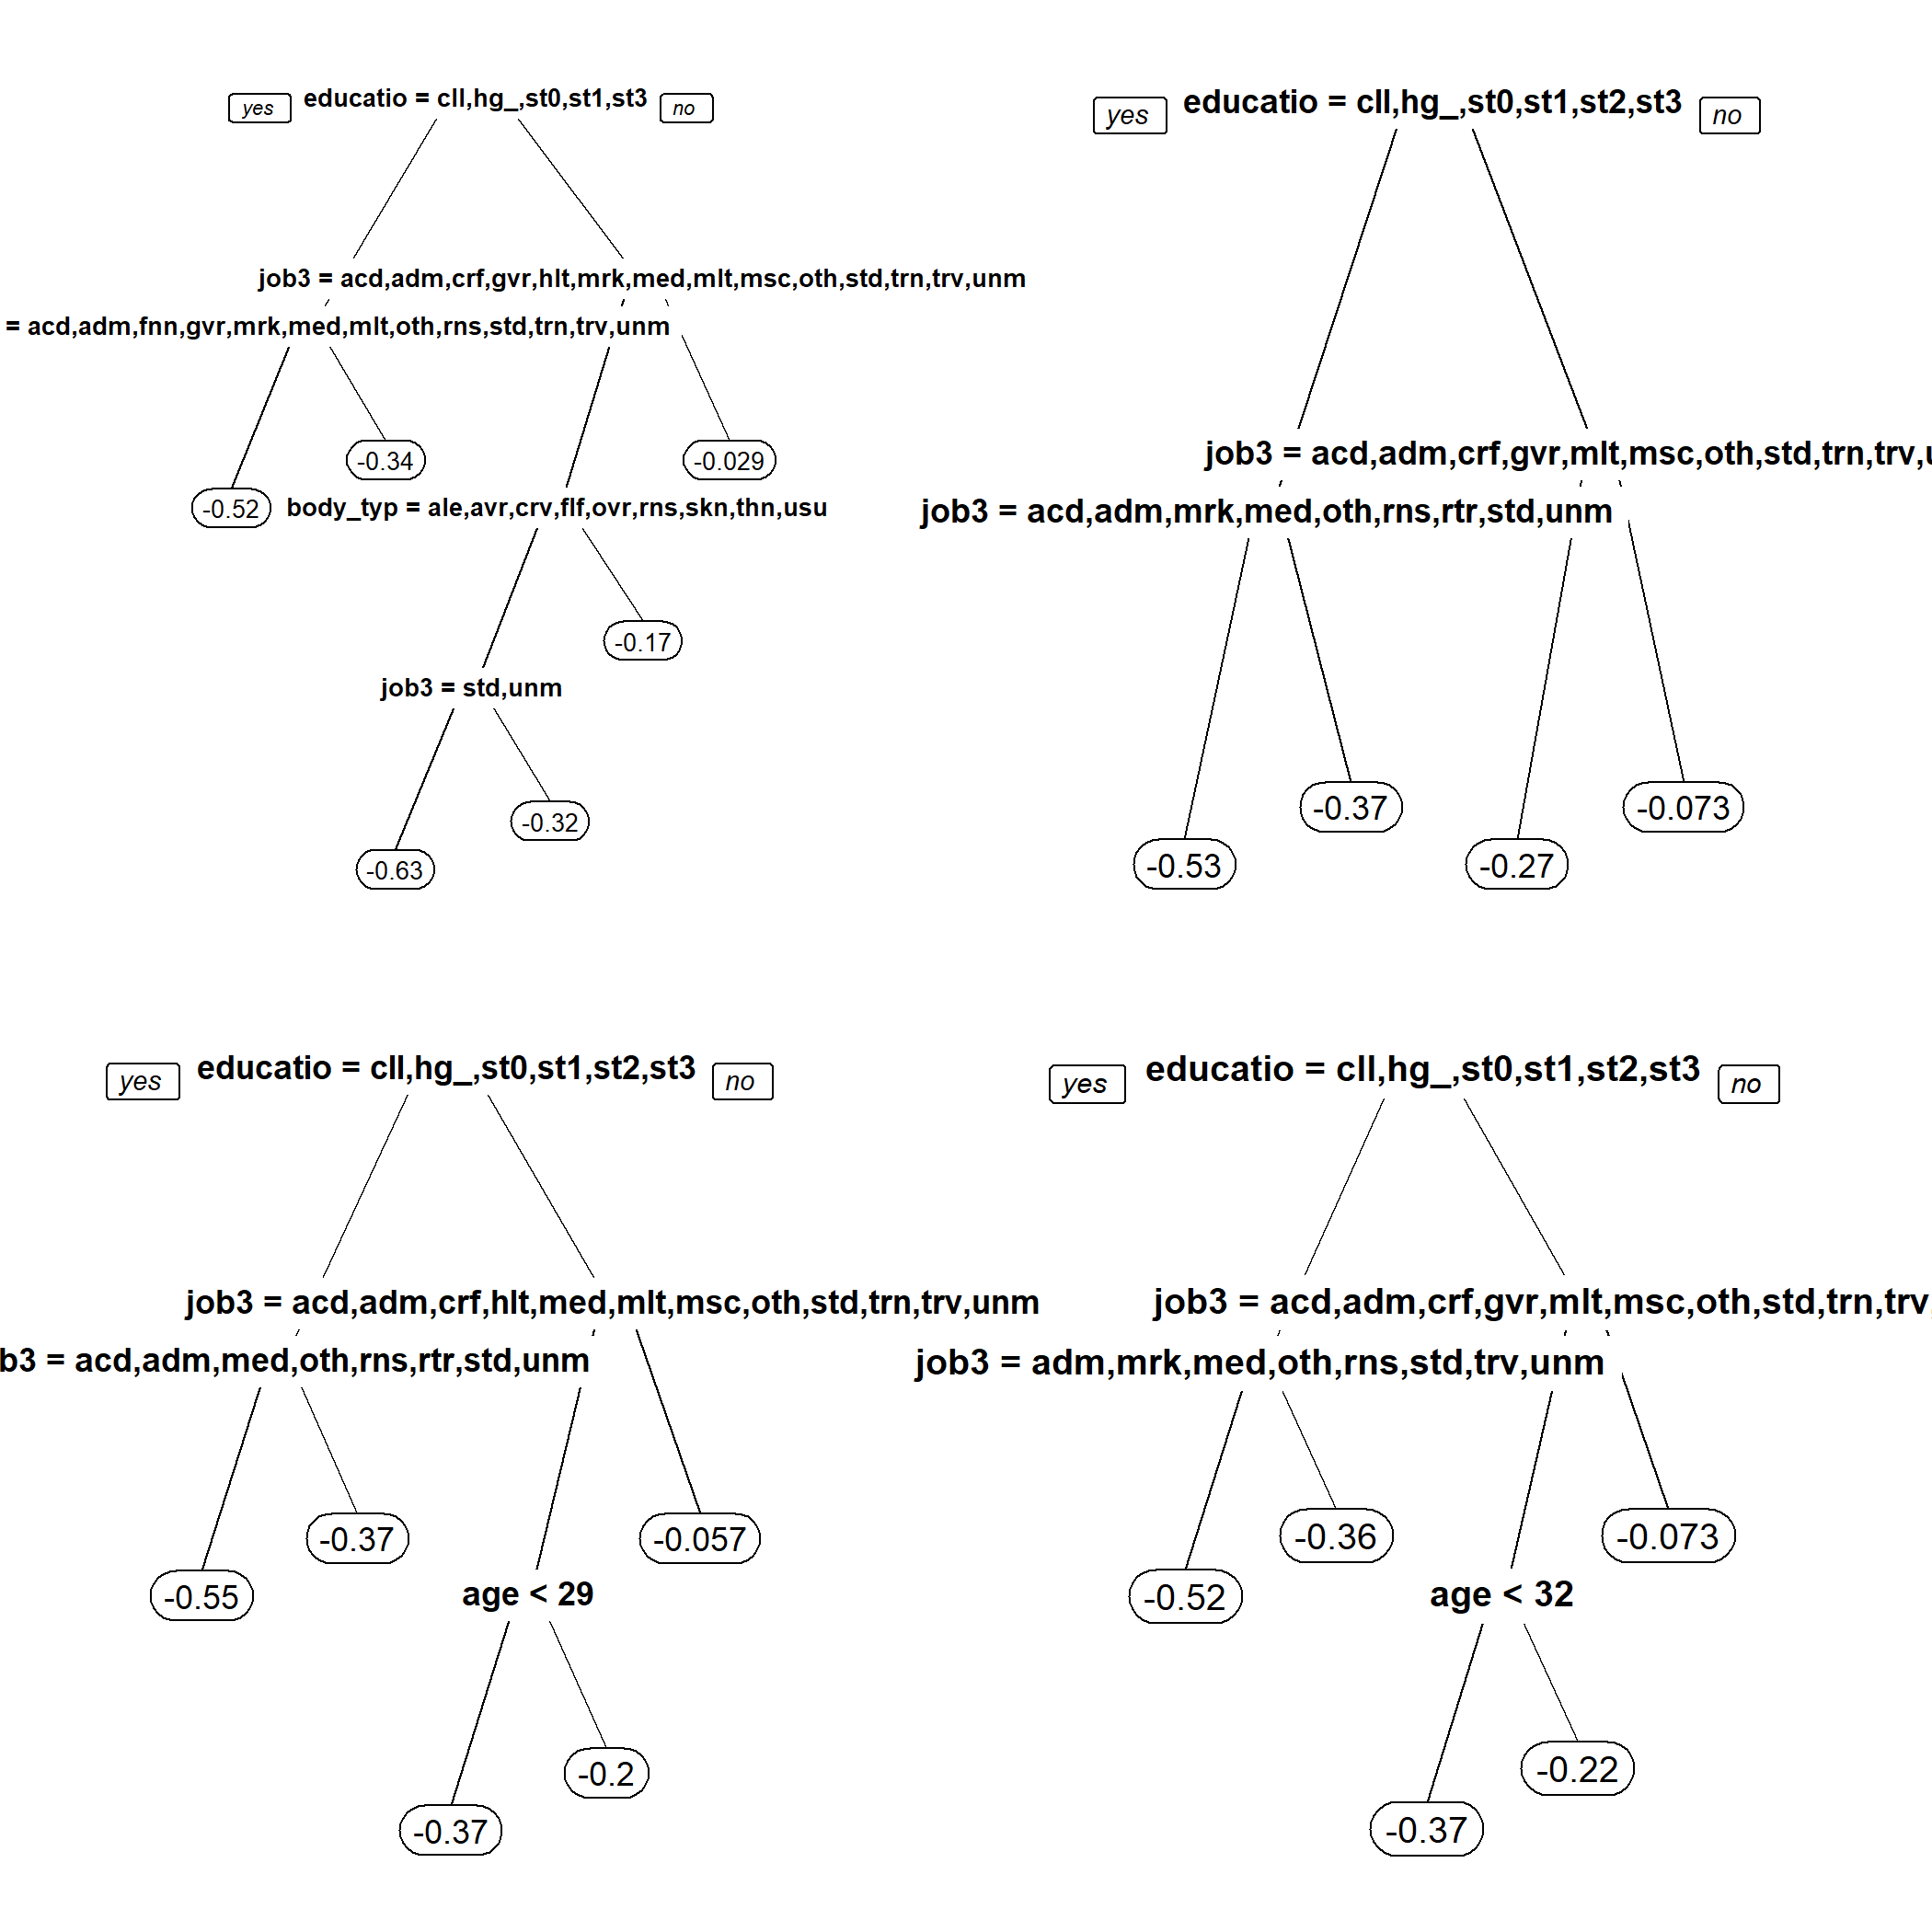 yes educatio = cll,hg_,st0,st1,st3 no
job3 = acd,adm,crf,gvr,hlt,mrk,med,mlt,msc,oth,std,trn,trv,unm
= acd,adm,fnn,gvr,mrk,med,mlt,oth,rns,std,trn,trv,unm
-0.34 -0.029
-0.52 body_typ = ale,avr,crv,flf,ovr,rns,skn,thn,usu
-0.17
job3 = std,unm
-0.32
-0.63
yes educatio = cll,hg_,st0,st1,st2,st3 no
job3 = acd,adm,crf,gvr,mlt,msc,oth,std,trn,trv,
job3 = acd,adm,mrk,med,oth,rns,rtr,std,unm
-0.37 -0.073
-0.53 -0.27
yes educatio = cll,hg_,st0,st1,st2,st3 no
job3 = acd,adm,crf,hlt,med,mlt,msc,oth,std,trn,trv,unm
b3 = acd,adm,med,oth,rns,rtr,std,unm
-0.37 -0.057
-0.55 age < 29
-0.2
-0.37
yes educatio = cll,hg_,st0,st1,st2,st3 no
job3 = acd,adm,crf,gvr,mlt,msc,oth,std,trn,trv,
job3 = adm,mrk,med,oth,rns,std,trv,unm
-0.36 -0.073
-0.52 age < 32
-0.22
-0.37